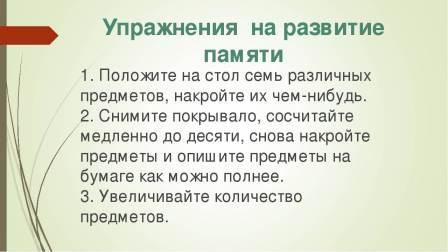 Упражнения на развитие
памяти
1. Положите на стол семь различных
предметов, накройте их чем-нибудь.
2. Снимите покрывало, сосчитайте
медленно до десяти, снова накройте
предметы и опишите предметы на
бумаге как можно полнее.
3. Увеличивайте количество
предметов.